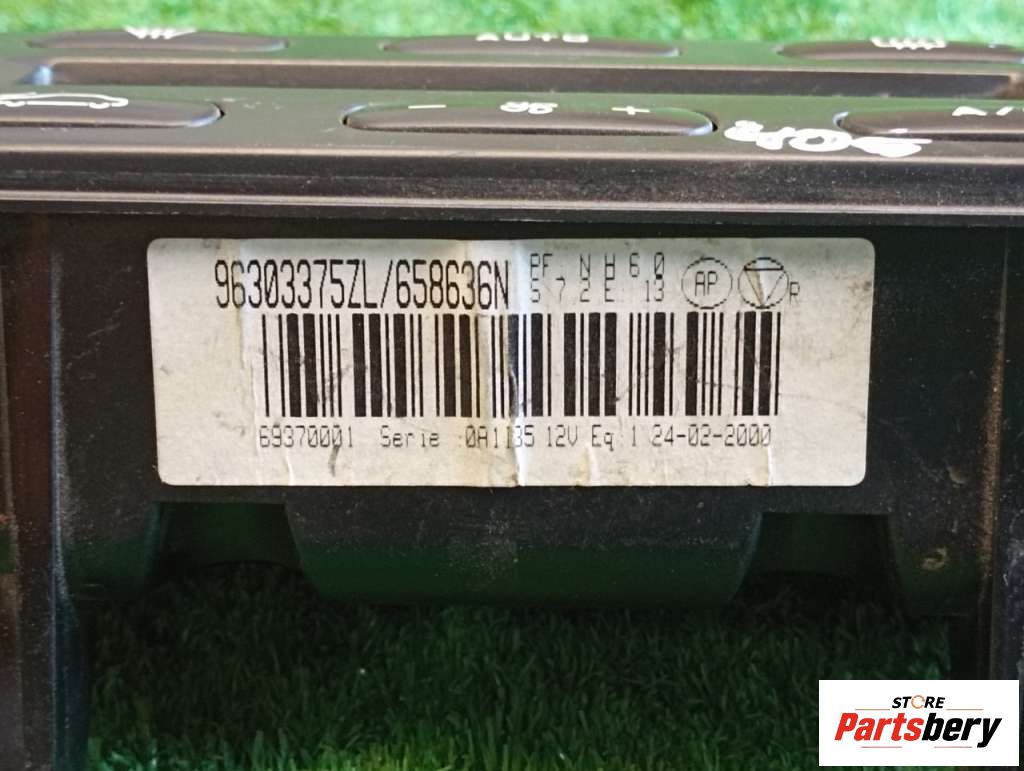 AUTO
- +
96303375ZL/658636N
PF. N H 6.0
S 7.2 E. 13
AP
R
69370001 Serie :0A1135 12V Eq:1 24-02-2000
STORE
Partsbery